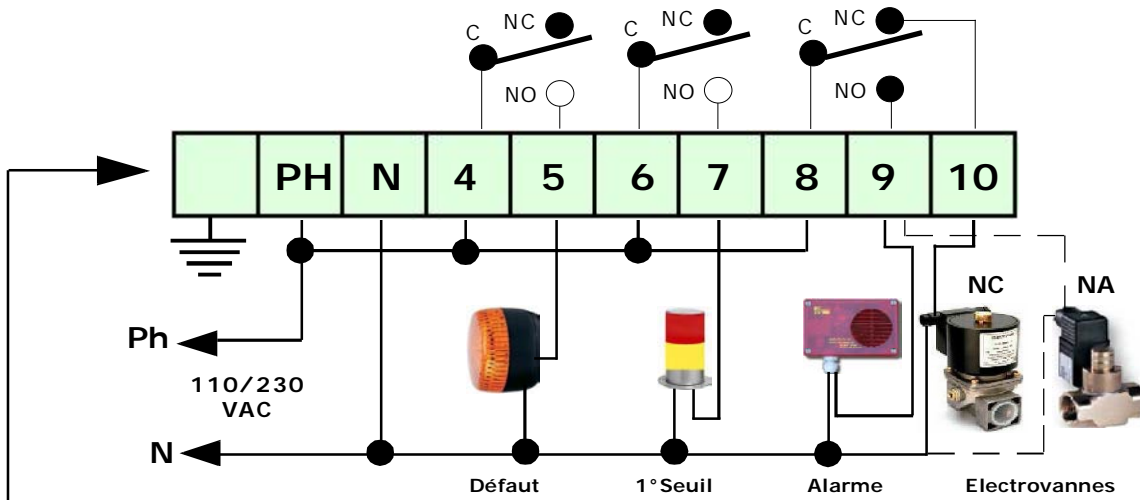 C NC C NC C NC
NO NO NO
PH N 4 5 6 7 8 9 10
NC NA
Ph
110/230
VAC
N
Défaut 1°Seuil Alarme Electrovannes